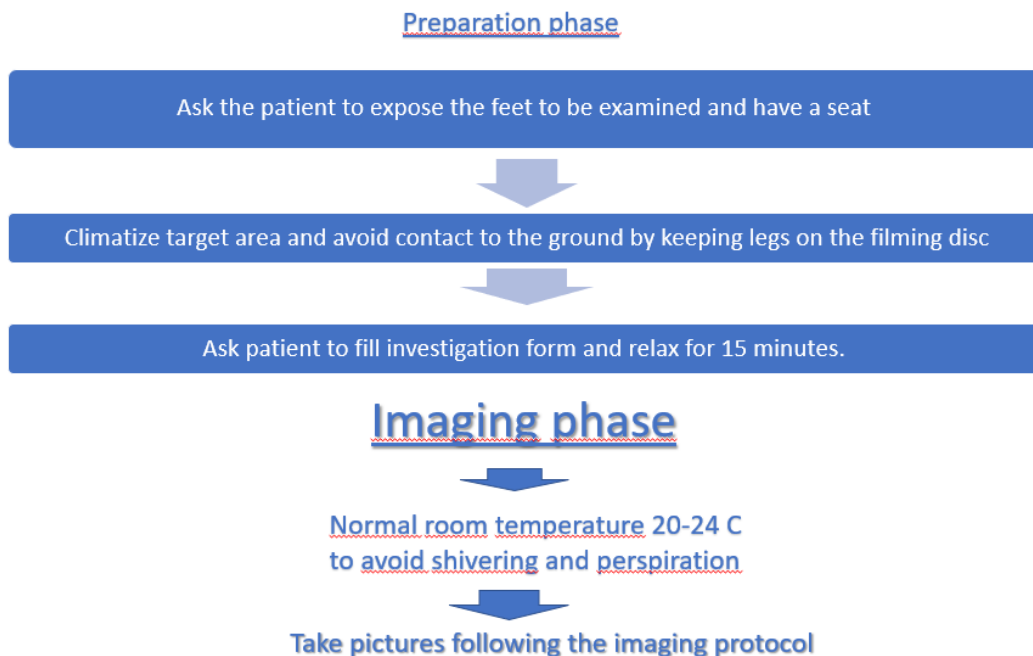 Preparation phase
Ask the patient to expose the feet to be examined and have a seat
Climatize target area and avoid contact to the ground by keeping legs on the filming disc
Ask patient to fill investigation form and relax for 15 minutes.
Imaging phase
Normal room temperature 20-24 C
to avoid shivering and perspiration
Take pictures following the imaging protocol